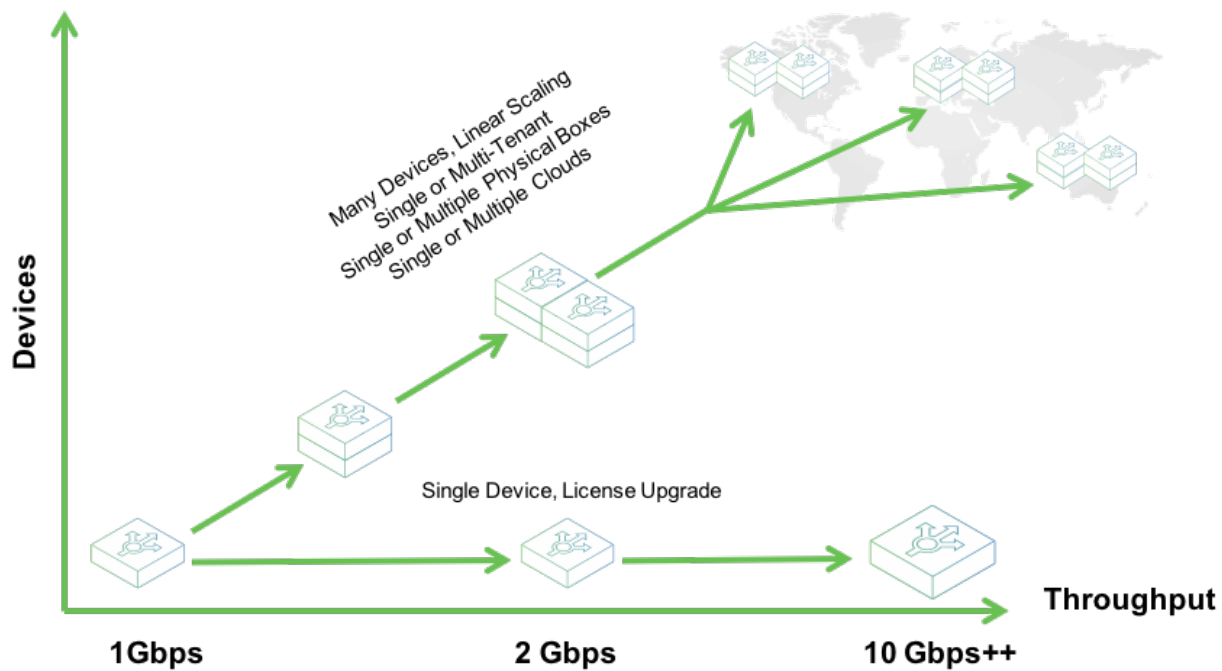 Many Devices, Linear Scaling
Single or Multi-Tenant
Single or Multiple Physical Boxes
Single or Multiple Clouds
Devices
Single Device, License Upgrade
Throughput
1Gbps
2 Gbps
10 Gbps++